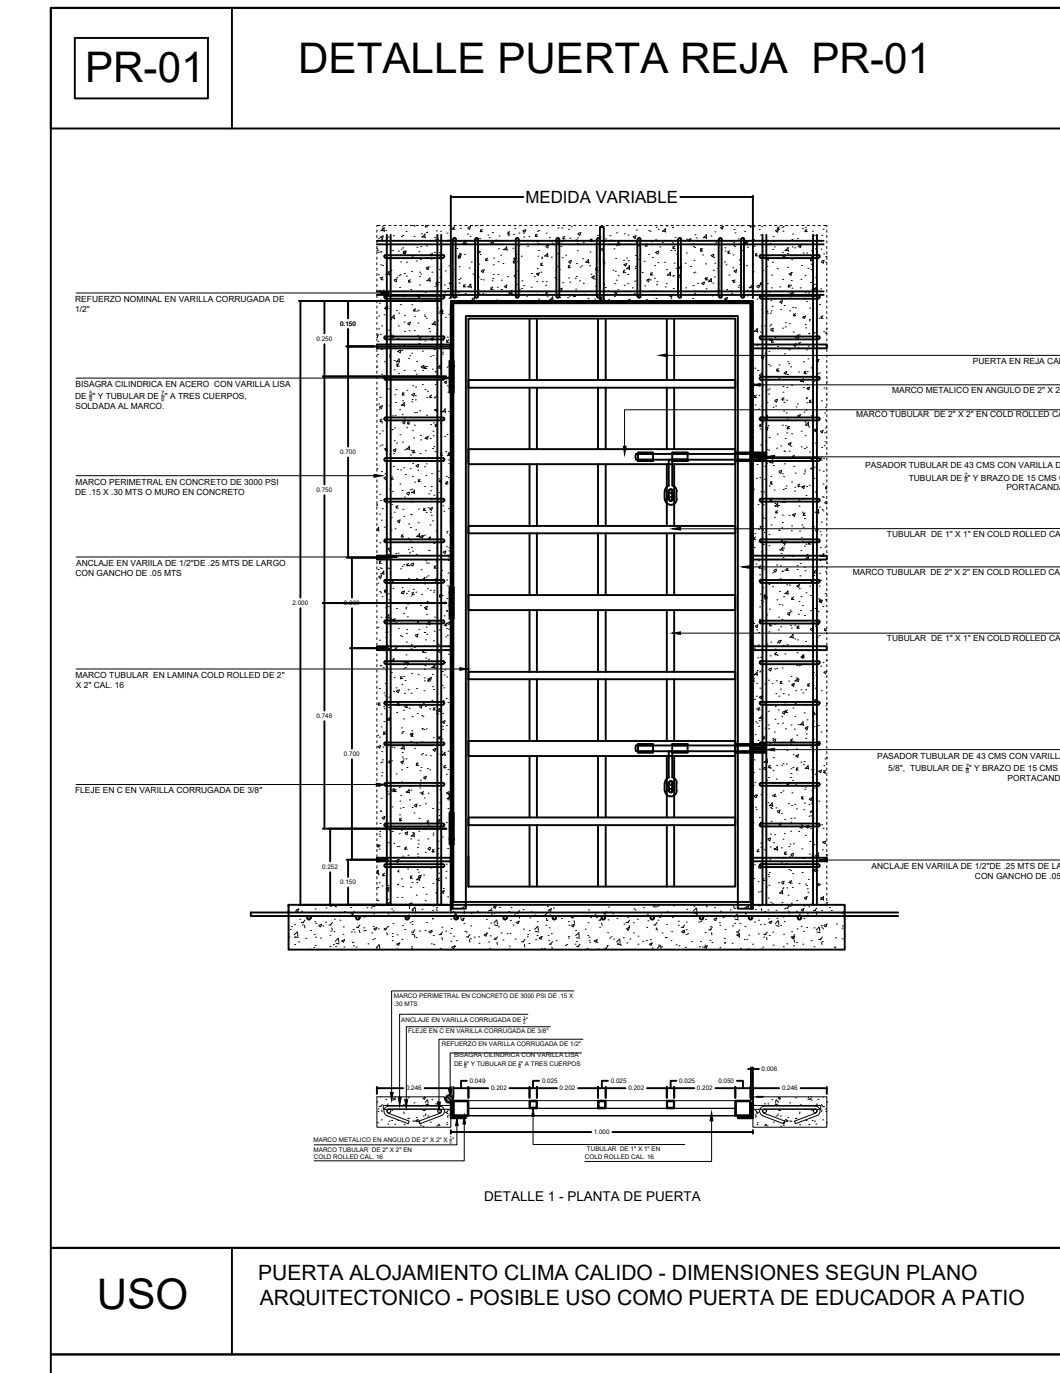 PR-01
DETALLE PUERTA REJA PR-01
MEDIDA VARIABLE
REFUERZO NOMINAL EN VARILLA CORRUGADA DE
1/2"
BISAGRA CILINDRICA EN ACERO CON VARILLA LISA
DE " Y TUBULAR DE " A TRES CUERPOS,
SOLDADA AL MARCO.
MARCO PERIMETRAL EN CONCRETO DE 3000 PSI
DE .15 X .30 MTS O MURO EN CONCRETO
ANCLAJE EN VARIILA DE 1/2"DE .25 MTS DE LARGO
CON GANCHO DE .05 MTS
MARCO TUBULAR EN LAMINA COLD ROLLED DE 2"
X 2" CAL. 16
FLEJE EN C EN VARILLA CORRUGADA DE 3/8"
0.150
0.250
0.700
0.750
2.000
0.748
0.700
0.252
0.150
PUERTA EN REJA
MARCO METALICO EN ANGULO DE 2" X
MARCO TUBULAR DE 2" X 2" EN COLD ROLLED
PASADOR TUBULAR DE 43 CMS CON VARILLA
TUBULAR DE " Y BRAZO DE 15 CMS
TUBULAR DE 1" X 1" EN COLD ROLLED
MARCO TUBULAR DE 2" X 2" EN COLD ROLLED
TUBULAR DE 1" X 1" EN COLD ROLLED
PASADOR TUBULAR DE 43 CMS CON
5/8", TUBULAR DE " Y BRAZO DE 15 CMS
ANCLAJE EN VARIILA DE 1/2"DE .25 MTS DE
CON GANCHO DE
MARCO PERIMETRAL EN CONCRETO DE 3000 PSI DE .15 X
.30 MTS
ANCLAJE EN VARILLA CORRUGADA DE
FLEJE EN C EN VARILLA CORRUGADA DE 3/8"
REFUERZO EN VARILLA CORRUGADA DE 1/2"
BISAGRA CILINDRICA CON VARILLA LISA
DE " Y TUBULAR DE " A TRES CUERPOS
0.006
0.049 0.025 0.025 0.025 0.050
0.246 0.202 0.202 0.202 0.202 0.246
1.000
MARCO METALICO EN ANGULO DE 2" X 2" X
MARCO TUBULAR DE 2" X 2" EN
COLD ROLLED CAL. 16
TUBULAR DE 1" X 1" EN
COLD ROLLED CAL. 16
DETALLE 1 - PLANTA DE PUERTA
USO
PUERTA ALOJAMIENTO CLIMA CALIDO - DIMENSIONES SEGUN PLANO
ARQUITECTONICO - POSIBLE USO COMO PUERTA DE EDUCADOR A PATIO